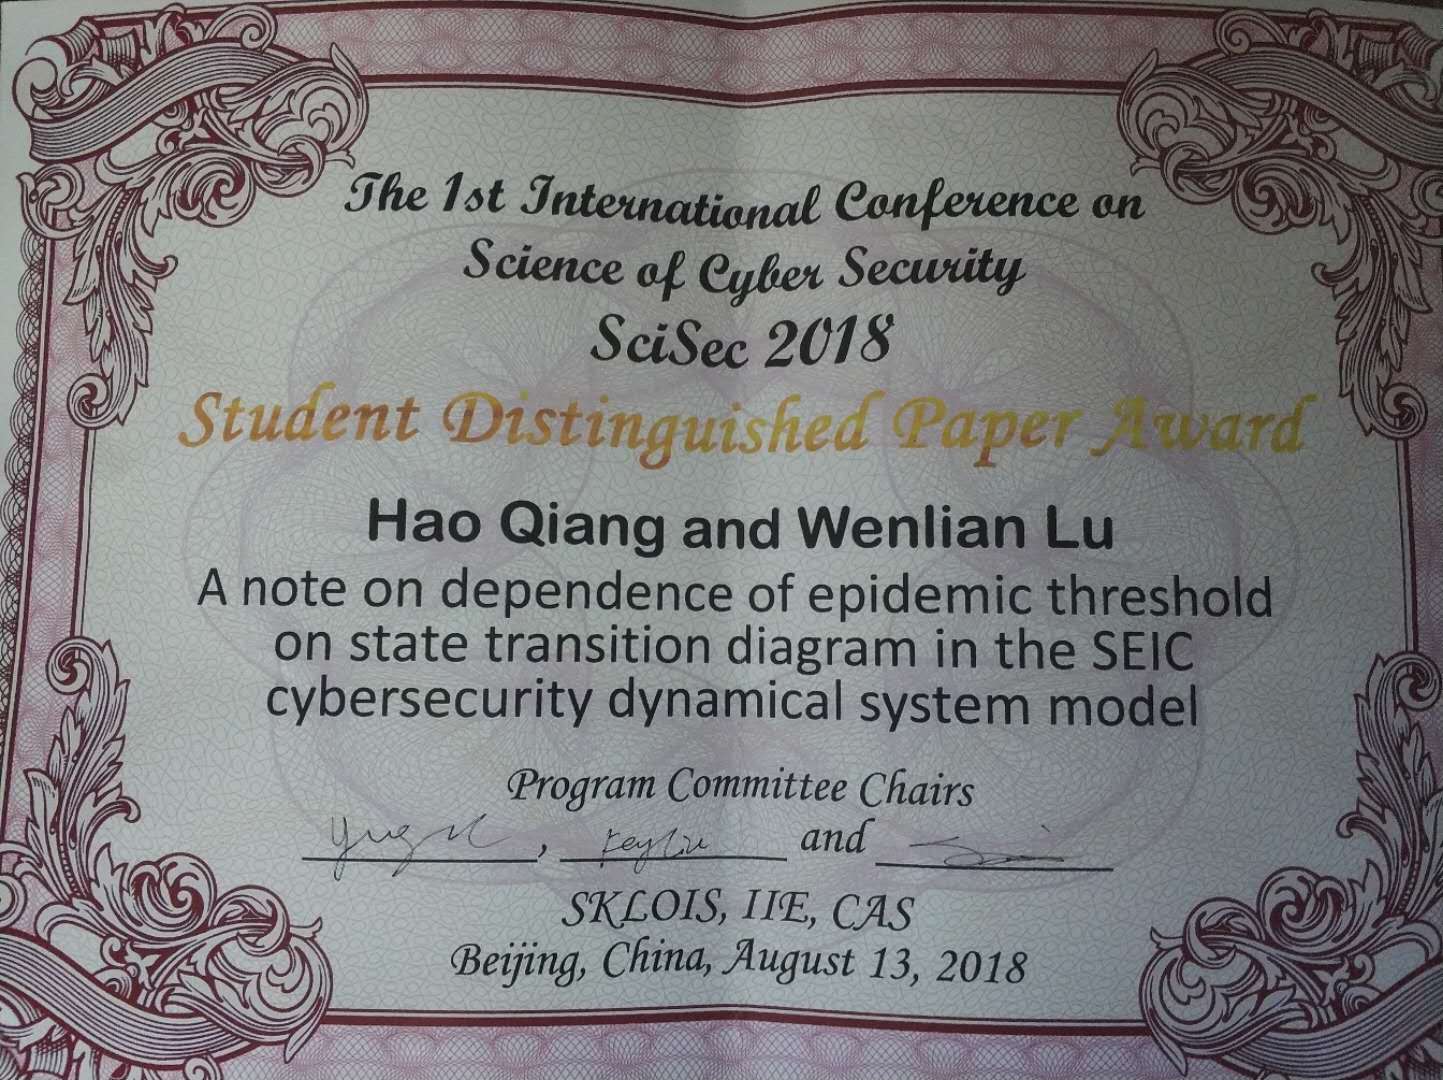 The 1st International Conference on
Science of Cyber Security
SciSec 2018
Student Distinguished Paper Award
Hao Qiang and Wenlian Lu
A note on dependence of epidemic threshold
on state transition diagram in the SEIC
cybersecurity dynamical system model
Program Committee Chairs
, and
SKLOIS, IIE, CAS
Beijing, China, August 13, 2018